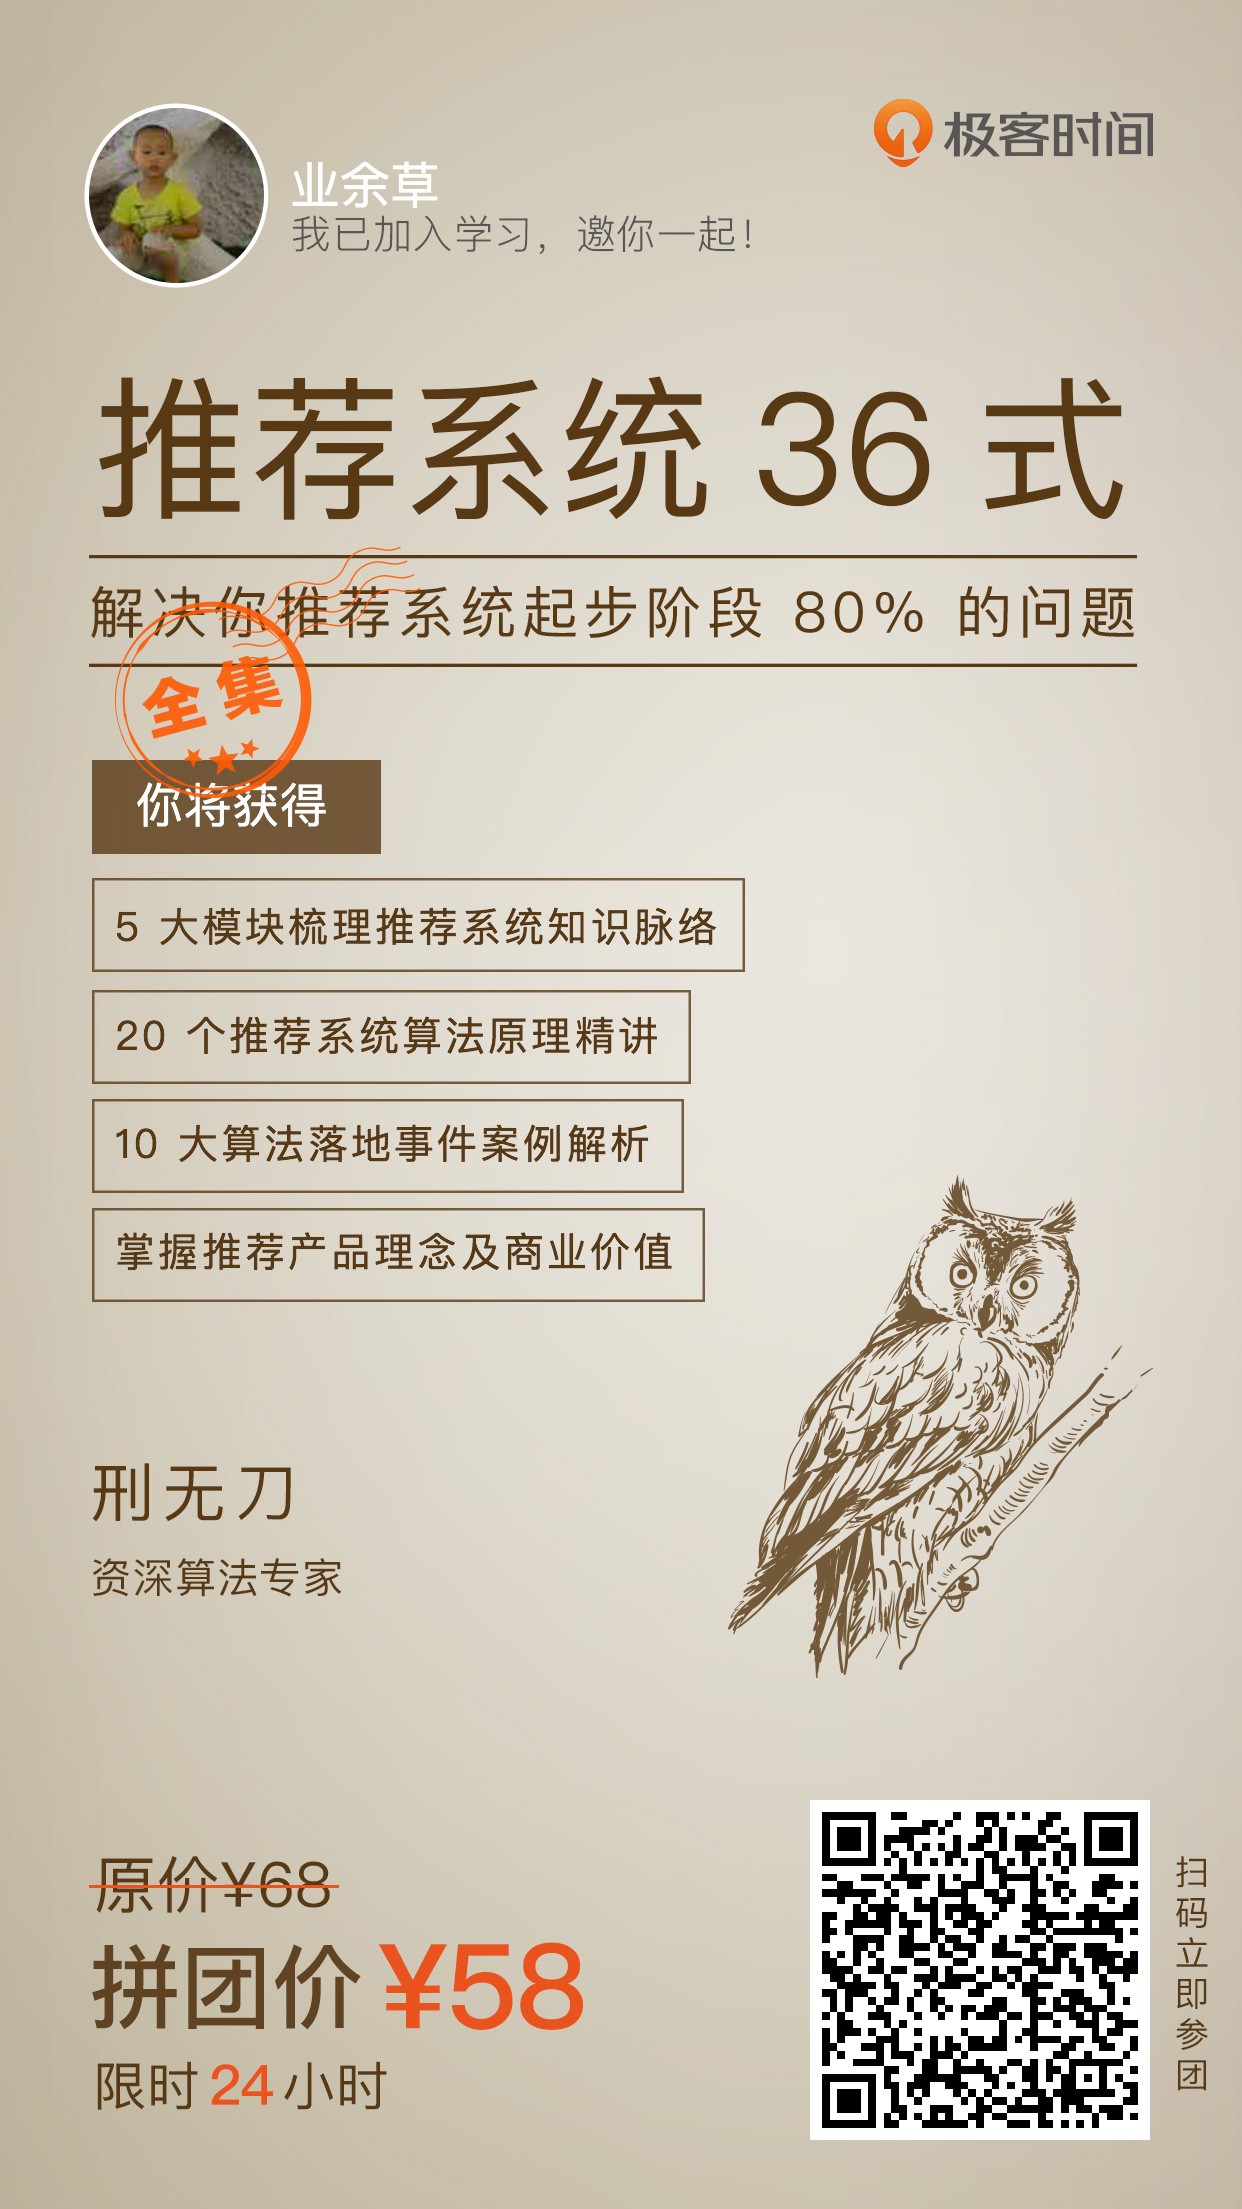 极客时间
业余草
我已加入学习，邀你一起！
推荐系统 36 式
解决你推荐系统起步阶段 80% 的问题
全集
你将获得
5 大模块梳理推荐系统知识脉络
20 个推荐系统算法原理精讲
10 大算法落地事件案例解析
掌握推荐产品理念及商业价值
刑无刀
资深算法专家
原价¥68
拼团价 ¥58
限时 24 小时
扫码立即参团